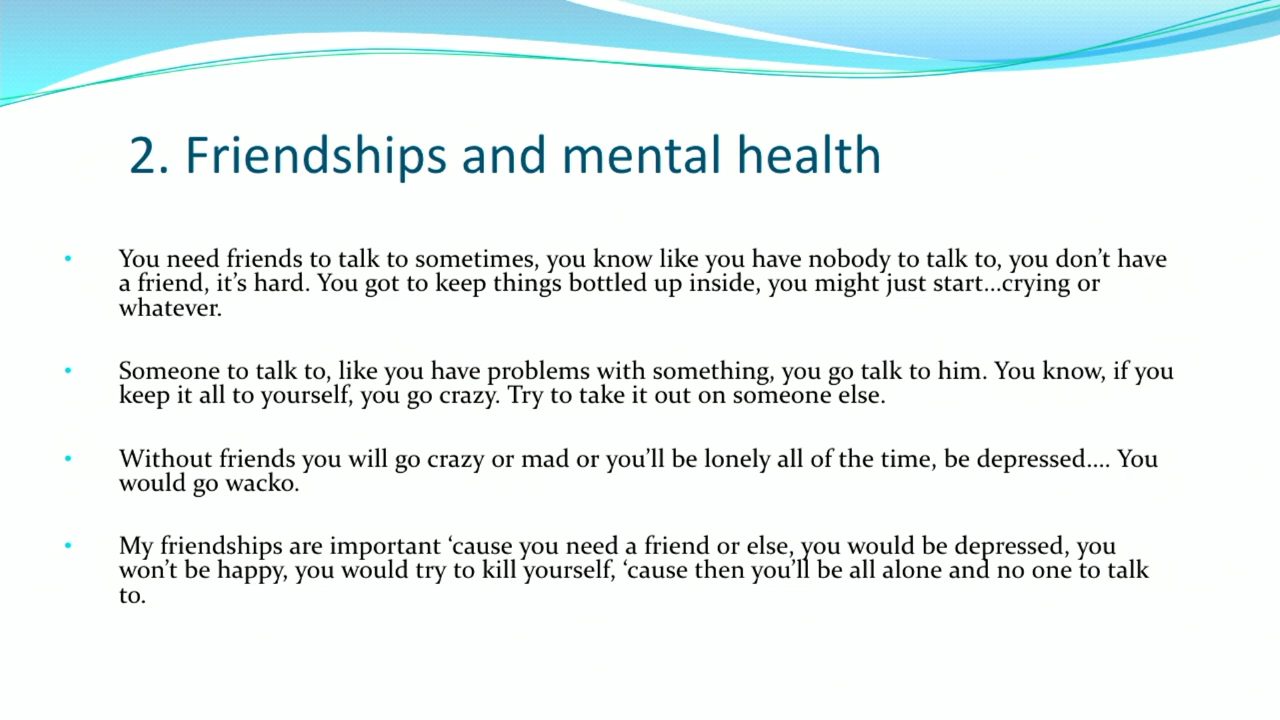 2. Friendships and mental health
• You need friends to talk to sometimes, you know like you have nobody to talk to, you don’t have
a friend, it’s hard. You got to keep things bottled up inside, you might just start…crying or
whatever.
• Someone to talk to, like you have problems with something, you go talk to him. You know, if you
keep it all to yourself, you go crazy. Try to take it out on someone else.
• Without friends you will go crazy or mad or you’ll be lonely all of the time, be depressed…. You
would go wacko.
• My friendships are important ‘cause you need a friend or else, you would be depressed, you
won’t be happy, you would try to kill yourself, ‘cause then you’ll be all alone and no one to talk
to.